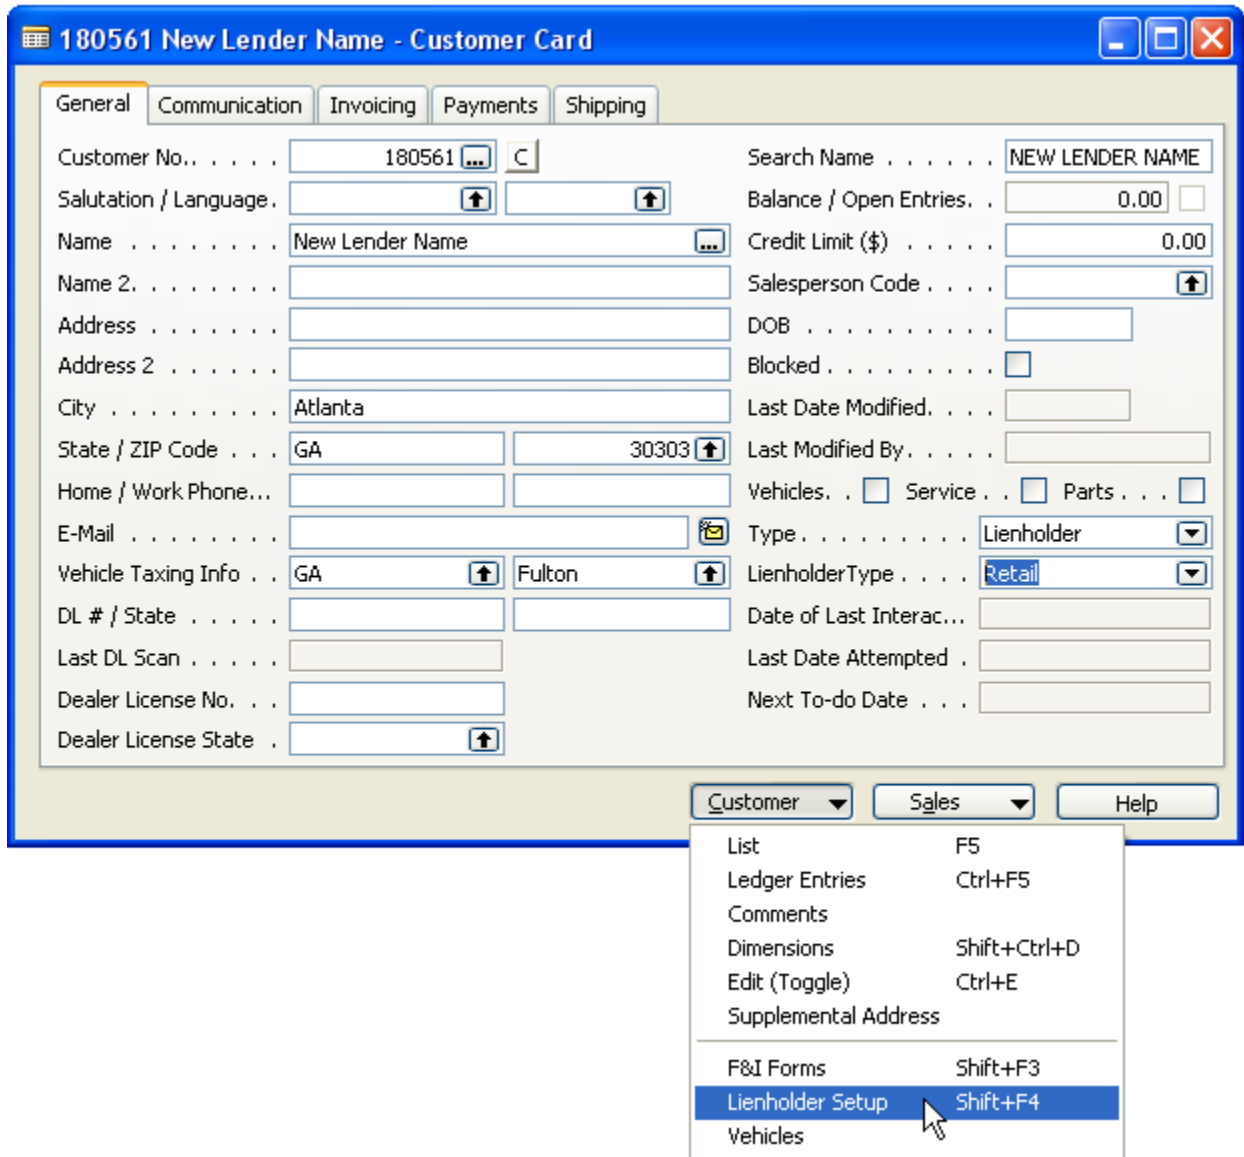 180561 New Lender Name - Customer Card
General Communication Invoicing Payments Shipping
Customer No.. . . . . 180561 ... C Search Name . . . . . . NEW LENDER NAME
Salutation / Language. Balance / Open Entries. . 0.00
Name . . . . . . . . New Lender Name ... Credit Limit ($) . . . . . 0.00
Name 2. . . . . . . Salesperson Code . . . .
Address . . . . . . . DOB . . . . . . . . . .
Address 2 . . . . . . Blocked . . . . . . . . .
City . . . . . . . . . Atlanta Last Date Modified. . . .
State / ZIP Code . . . GA 30303 Last Modified By. . . . .
Home / Work Phone... Vehicles. . Service . . Parts . . .
E-Mail . . . . . . . . Type. . . . . . . . . Lienholder
Vehicle Taxing Info . . GA Fulton LienholderType . . . . Retail
DL # / State . . . . . Date of Last Interac...
Last DL Scan . . . . . Last Date Attempted .
Dealer License No. . . Next To-do Date . . .
Dealer License State .
Customer Sales Help
List F5
Ledger Entries Ctrl+F5
Comments
Dimensions Shift+Ctrl+D
Edit (Toggle) Ctrl+E
Supplemental Address
F&I Forms Shift+F3
Lienholder Setup Shift+F4
Vehicles